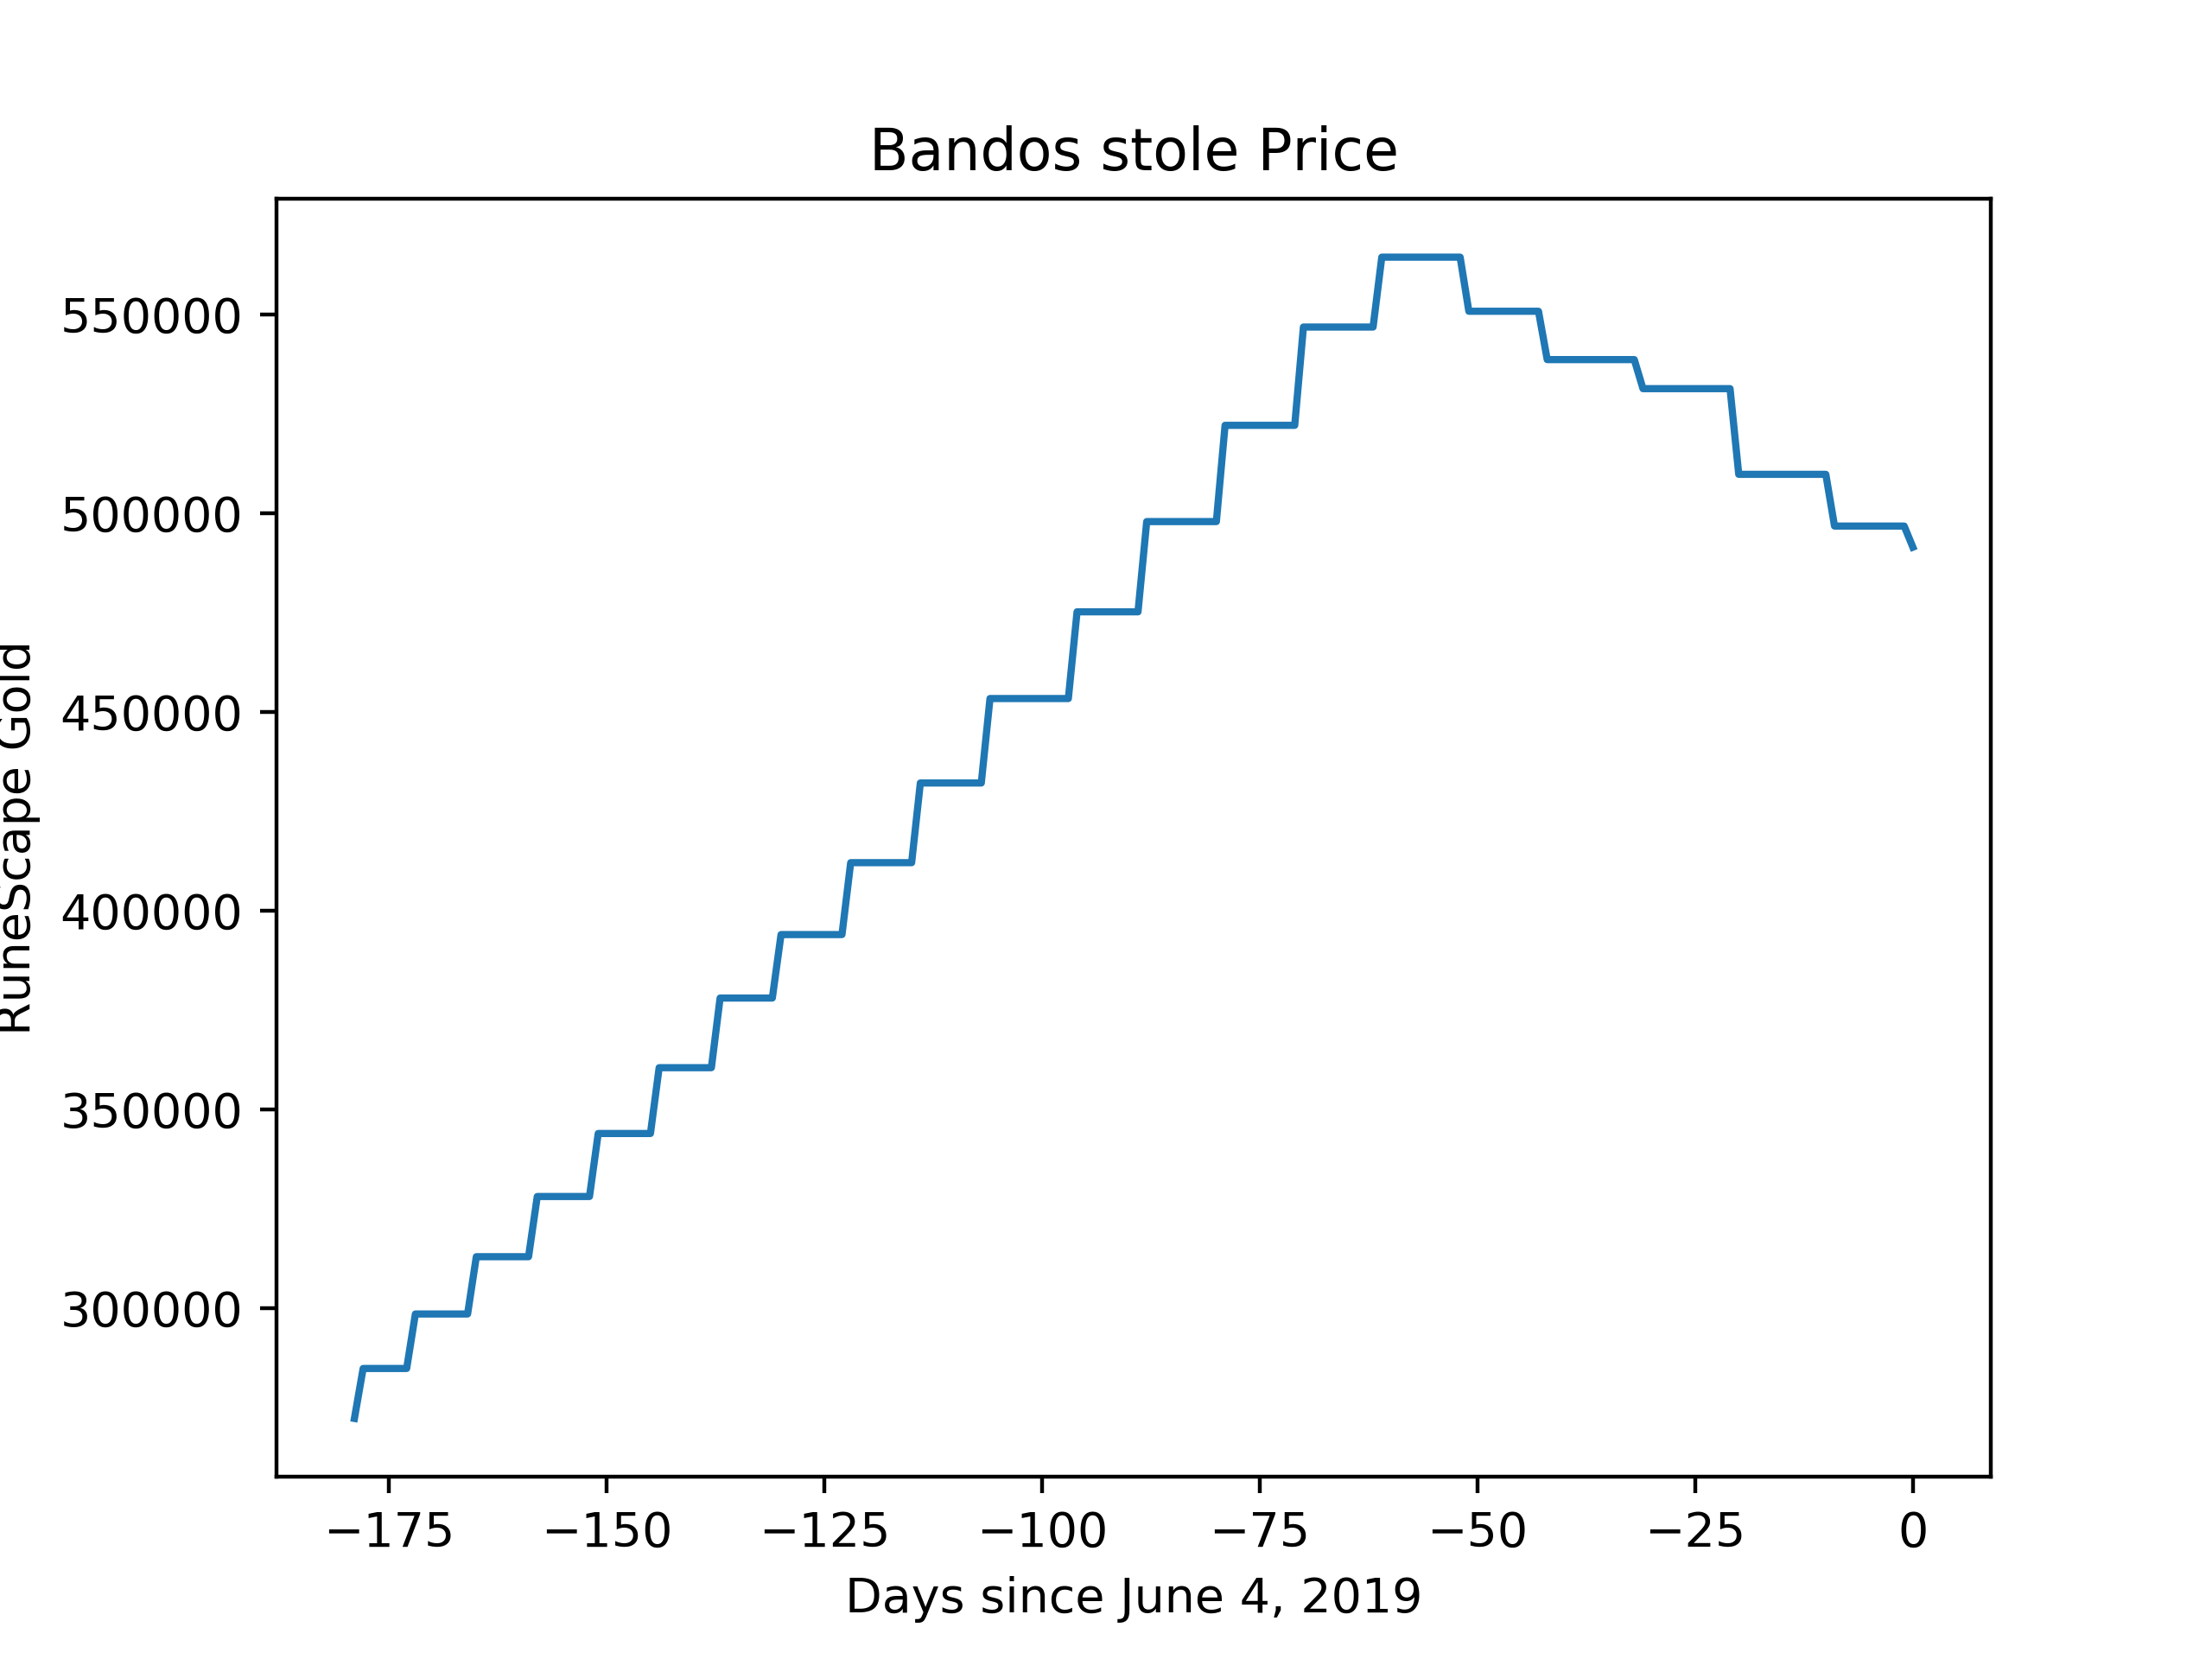 Bandos stole Price
RuneScape Gold
550000
500000
450000
400000
350000
300000
−175 −150 −125 −100 −75 −50 −25 0
Days since June 4, 2019